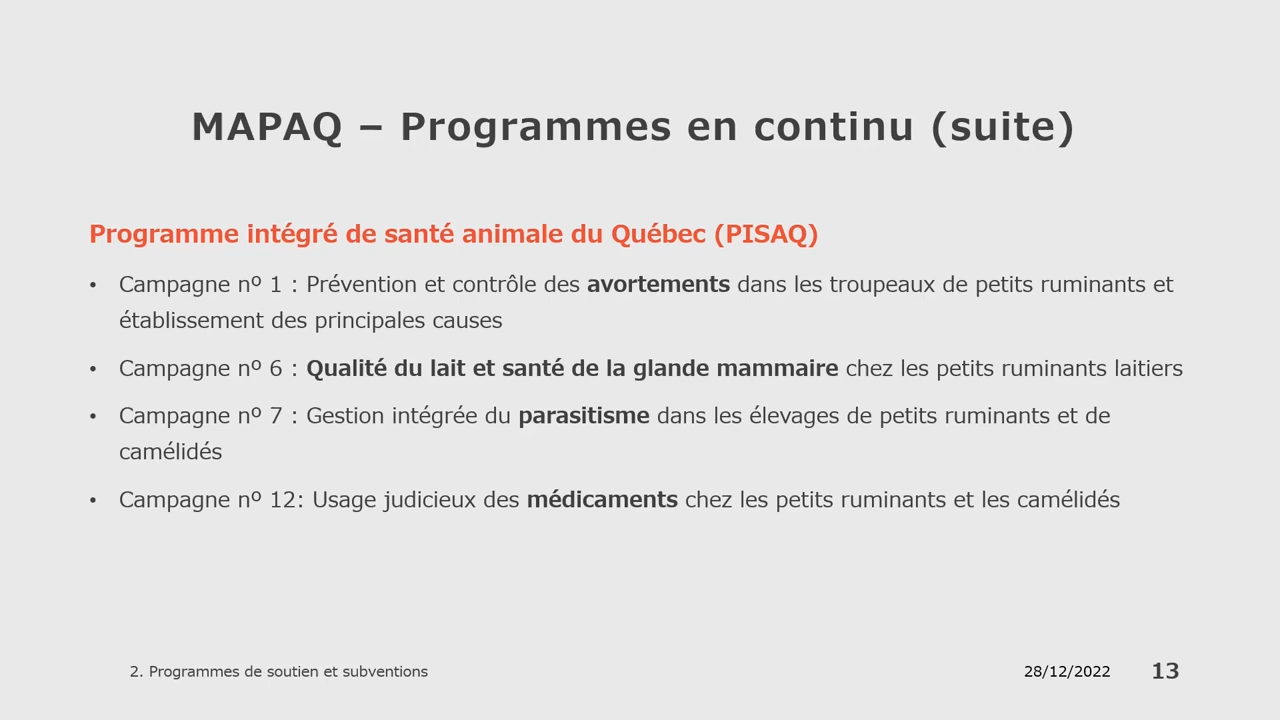 MAPAQ – Programmes en continu (suite)
Programme intégré de santé animale du Québec (PISAQ)
• Campagne nº 1 : Prévention et contrôle des avortements dans les troupeaux de petits ruminants et
établissement des principales causes
• Campagne nº 6 : Qualité du lait et santé de la glande mammaire chez les petits ruminants laitiers
• Campagne nº 7 : Gestion intégrée du parasitisme dans les élevages de petits ruminants et de
camélidés
• Campagne nº 12: Usage judicieux des médicaments chez les petits ruminants et les camélidés
2. Programmes de soutien et subventions
28/12/2022
13